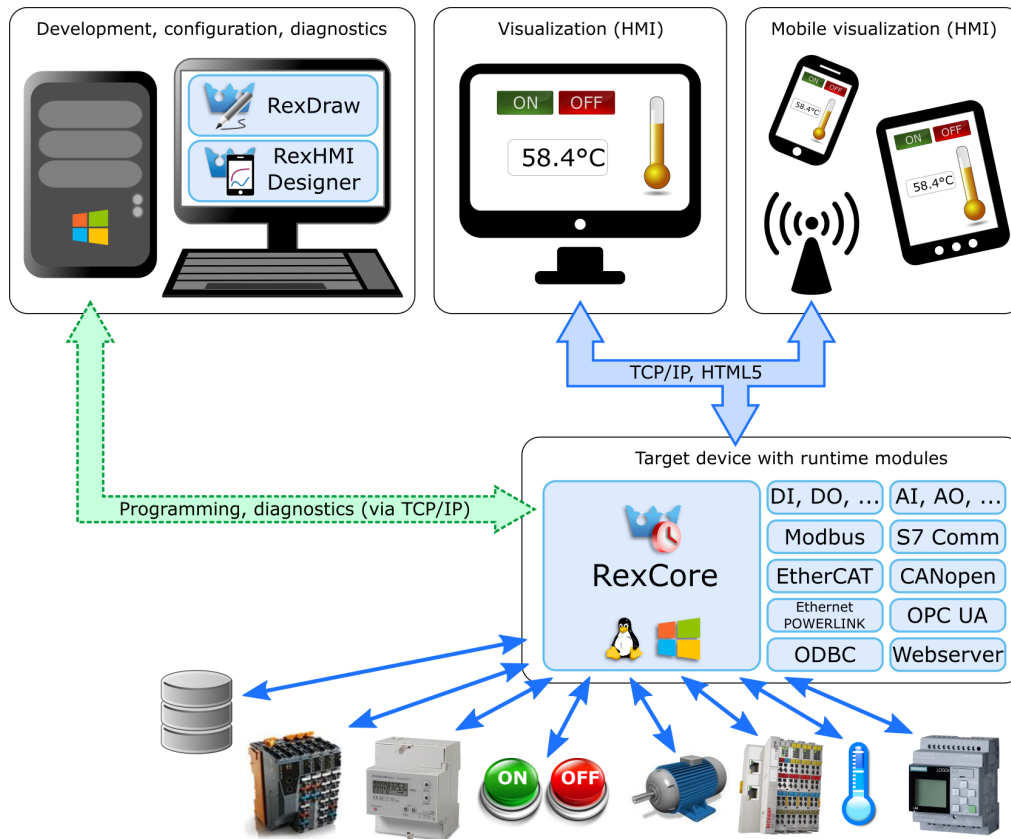 Development, configuration, diagnostics
RexDraw
RexHMI
Designer
Visualization (HMI)
ON OFF
58.4°C
Mobile visualization (HMI)
ON OFF
58.4°C
ON OFF
58.4°C
TCP/IP, HTML5
Programming, diagnostics (via TCP/IP)
Target device with runtime modules
RexCore
DI, DO, ...
AI, AO, ...
Modbus
S7 Comm
EtherCAT
CANopen
Ethernet
POWERLINK
OPC UA
ODBC
Webserver
ON
OFF